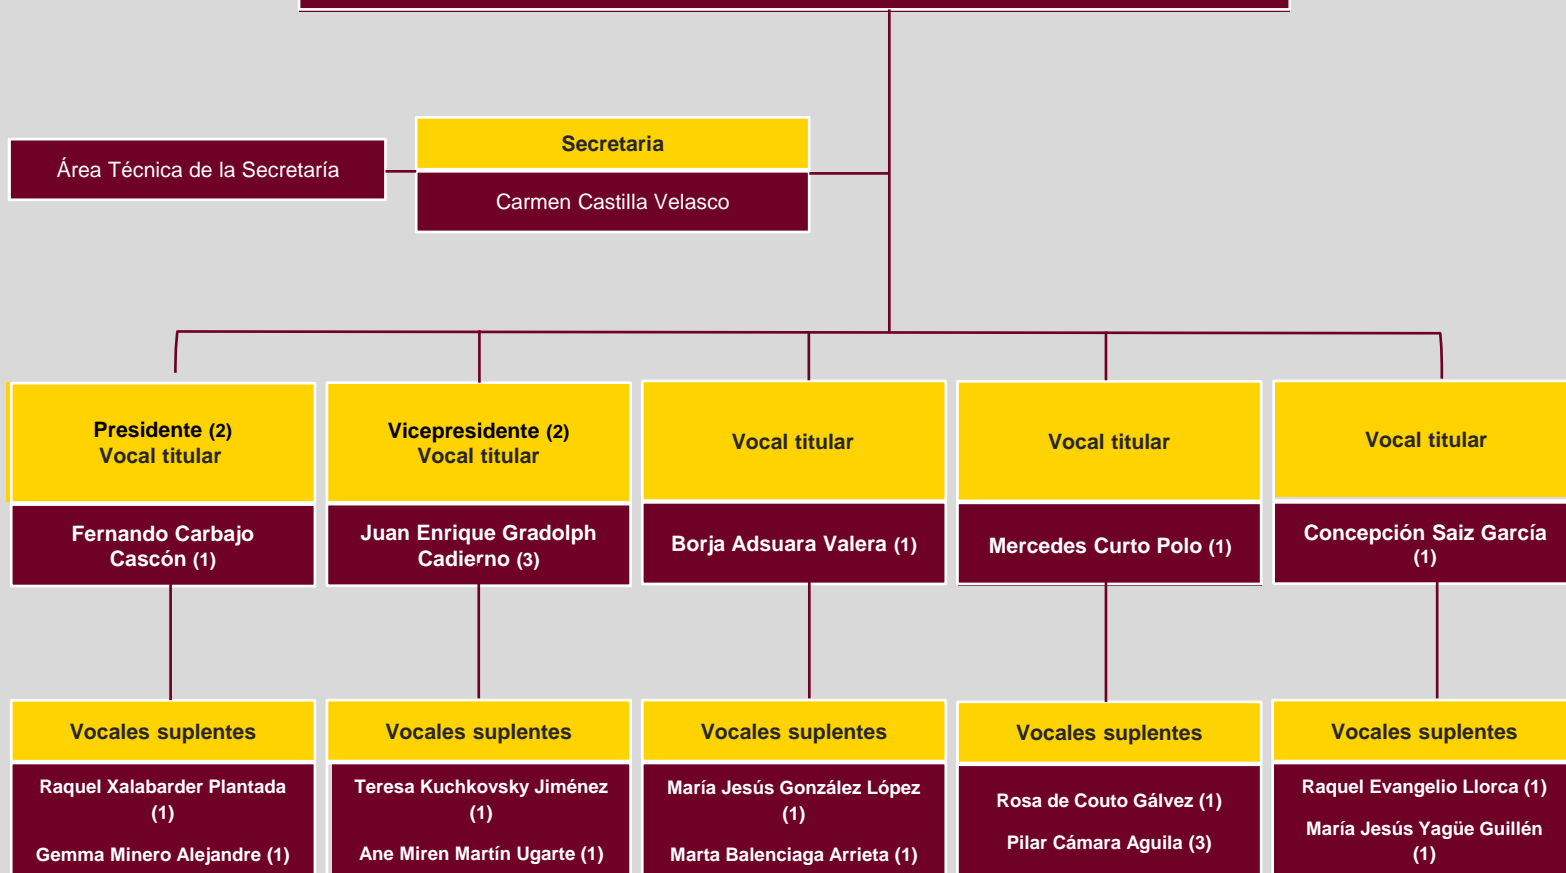 Secretaria
Área Técnica de la Secretaría
Carmen Castilla Velasco
Presidente (2)
Vocal titular
Vicepresidente (2)
Vocal titular
Vocal titular
Vocal titular
Vocal titular
Fernando Carbajo
Cascón (1)
Juan Enrique Gradolph
Cadierno (3)
Borja Adsuara Valera (1)
Mercedes Curto Polo (1)
Concepción Saiz García
(1)
Vocales suplentes
Vocales suplentes
Vocales suplentes
Vocales suplentes
Vocales suplentes
Raquel Xalabarder Plantada
(1)
Gemma Minero Alejandre (1)
Teresa Kuchkovsky Jiménez
(1)
Ane Miren Martín Ugarte (1)
María Jesús González López
(1)
Marta Balenciaga Arrieta (1)
Rosa de Couto Gálvez (1)
Pilar Cámara Aguila (3)
Raquel Evangelio Llorca (1)
María Jesús Yagüe Guillén
(1)